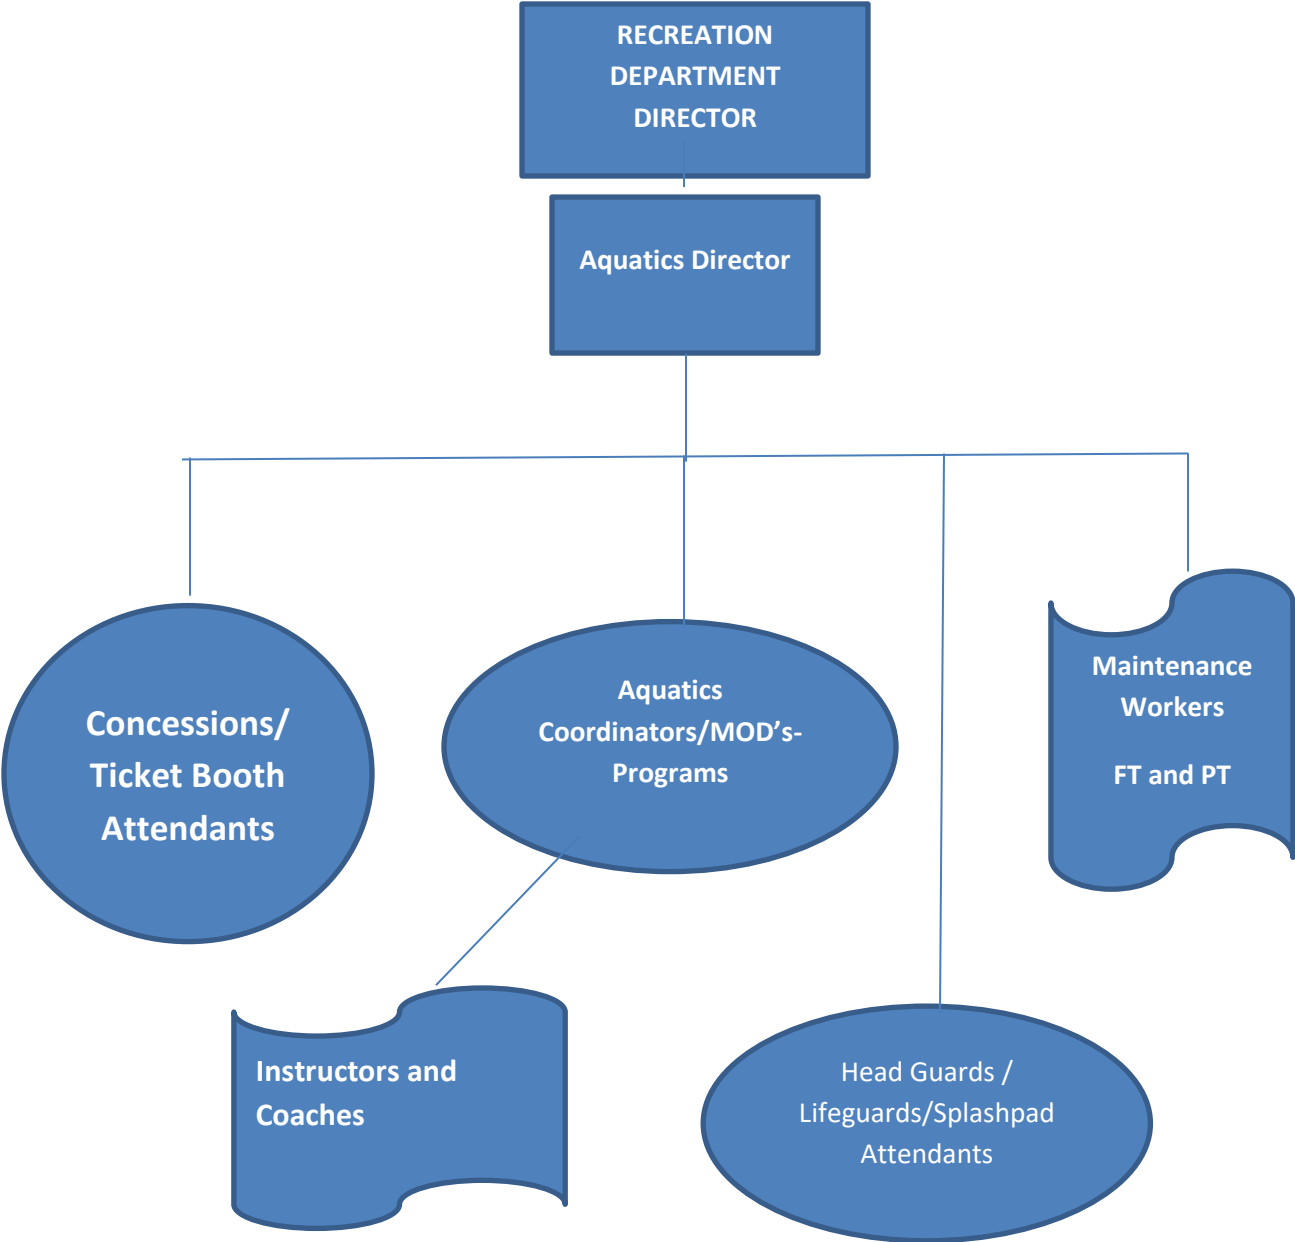 RECREATION
DEPARTMENT
DIRECTOR
Aquatics Director
Concessions/
Ticket Booth
Attendants
Aquatics
Coordinators/MOD’s-
Programs
Maintenance
Workers
FT and PT
Instructors and
Coaches
Head Guards /
Lifeguards/Splashpad
Attendants